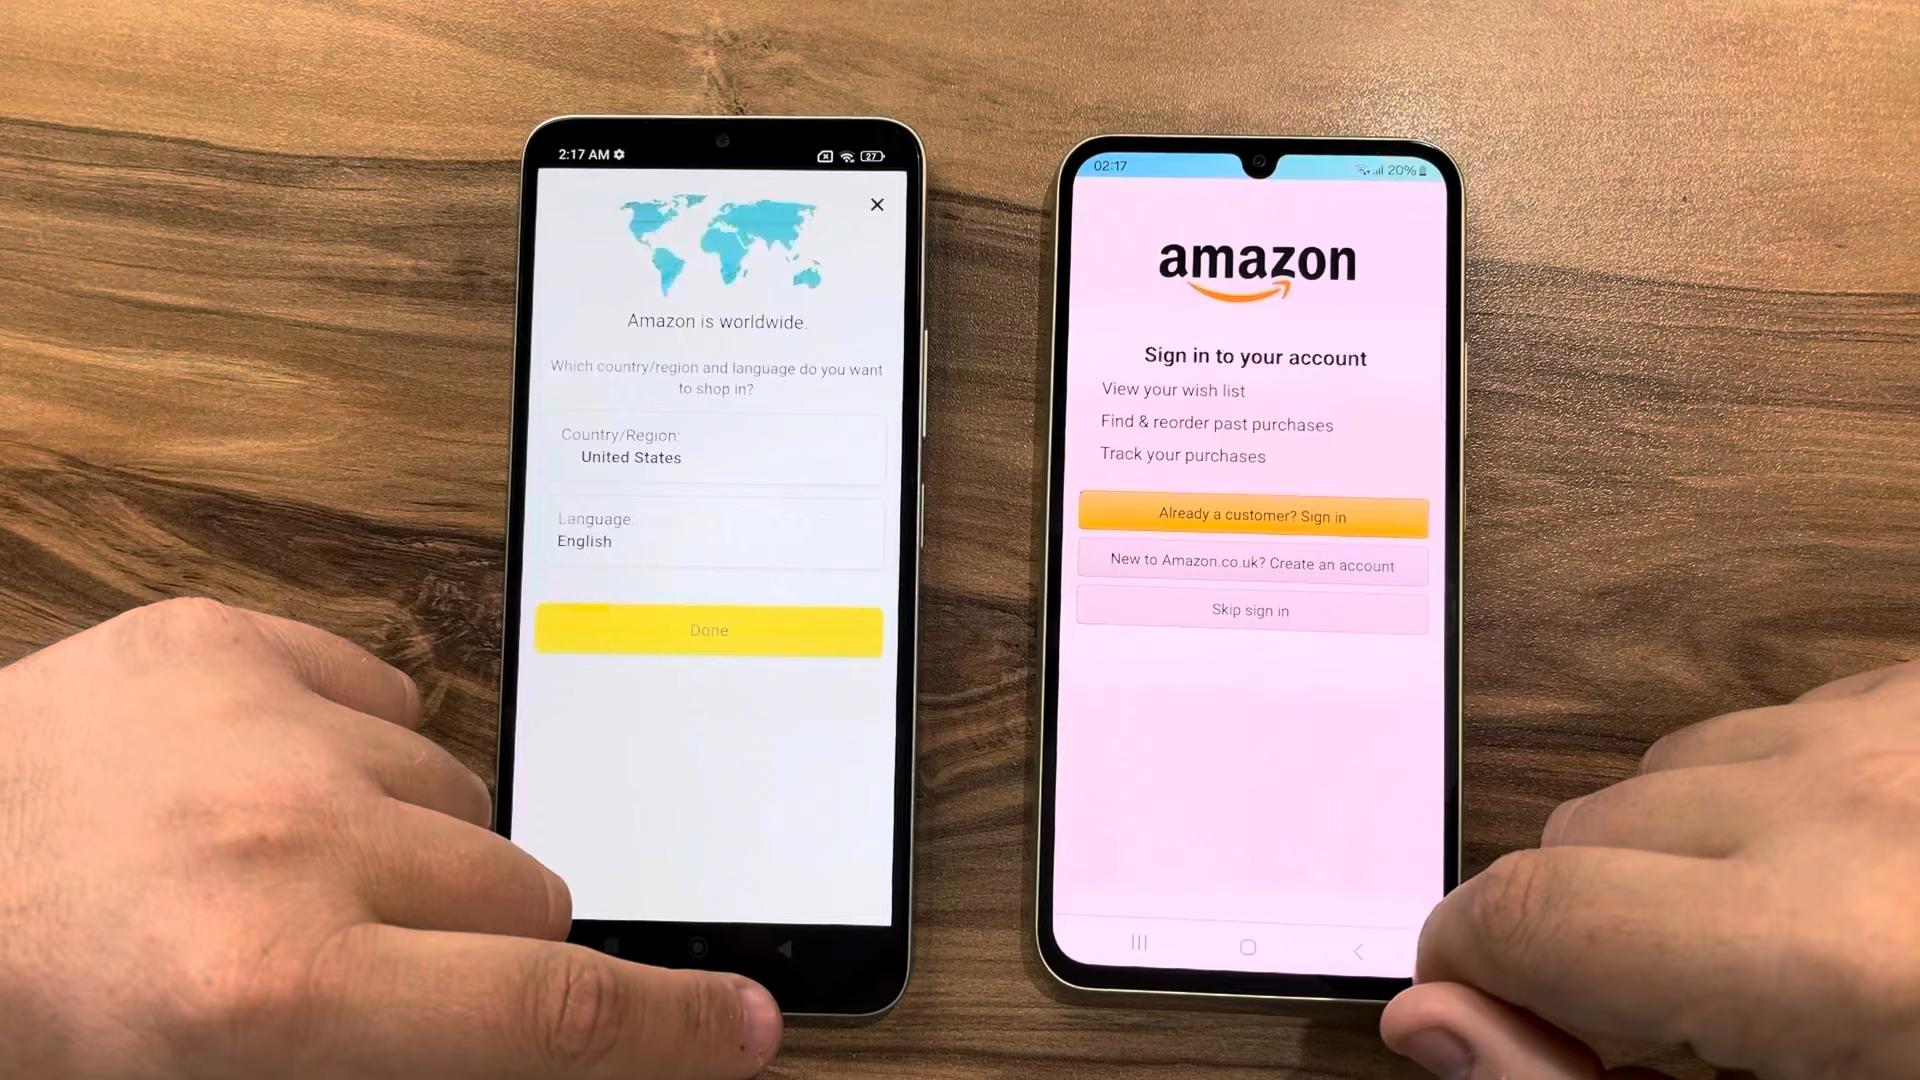 2:17 AM
27
Amazon is worldwide.
Which country/region and language do you want
to shop in?
Country/Region:
United States
Language:
English
Done
02:17
20%
amazon
Sign in to your account
View your wish list
Find & reorder past purchases
Track your purchases
Already a customer? Sign in
New to Amazon.co.uk? Create an account
Skip sign in